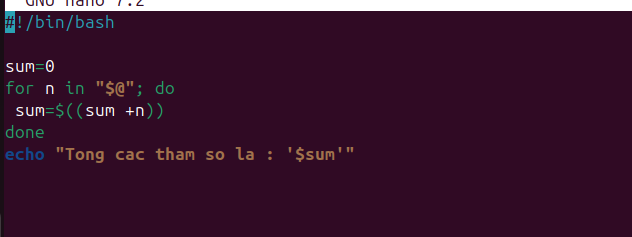 GNU nano 7.2
#!/bin/bash
sum=0
for n in "$@"; do
 sum=$((sum +n))
done
echo "Tong cac tham so la : '$sum'"